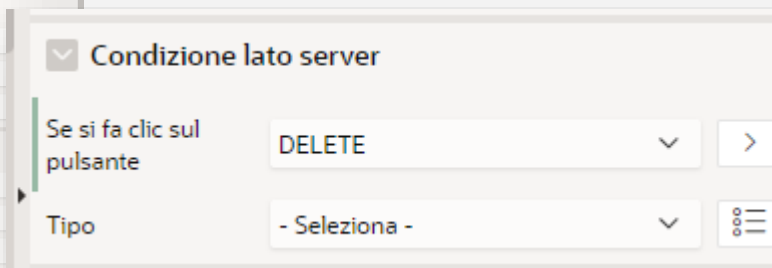 Condizione lato server
Se si fa clic sul
pulsante
DELETE
Tipo
- Seleziona -